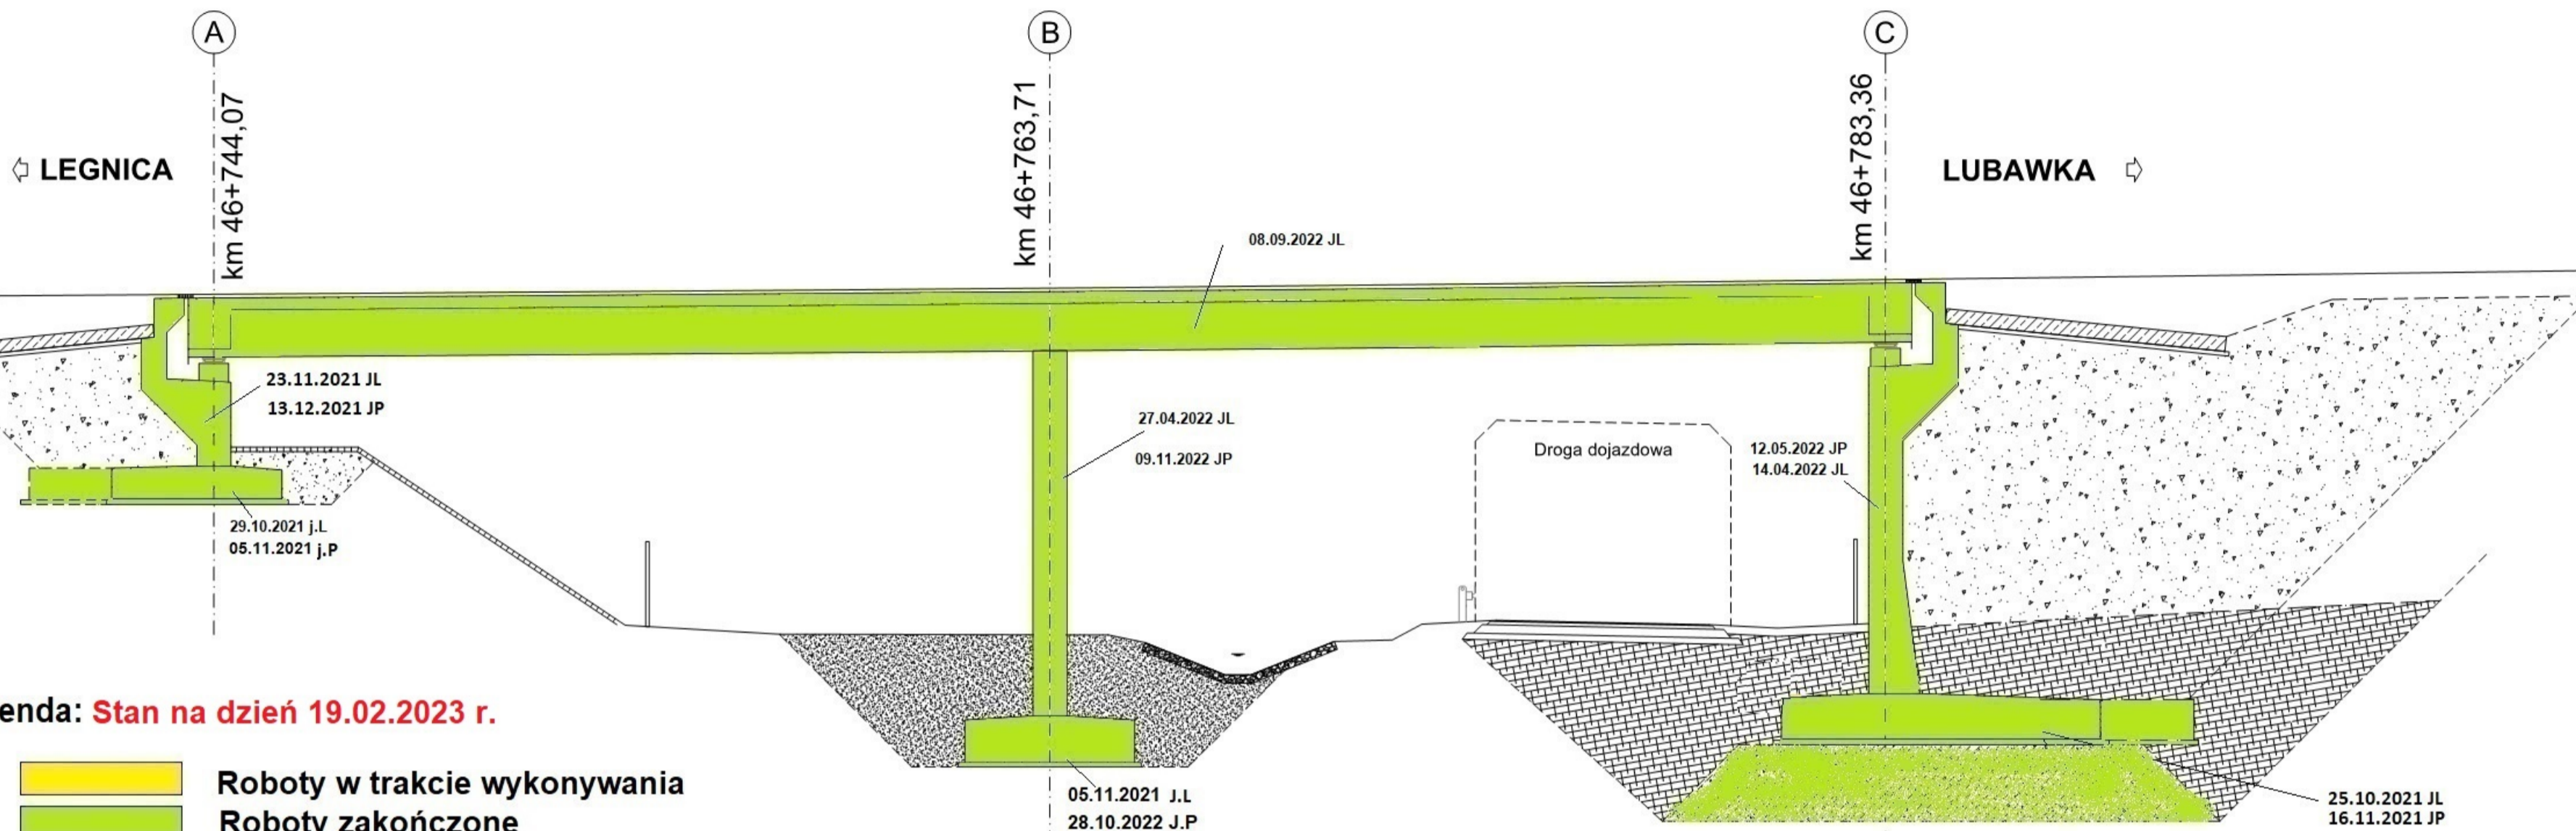 A
B
C
km 46+744,07
km 46+763,71
km 46+783,36
LEGNICA
LUBAWKA
08.09.2022 JL
23.11.2021 JL
13.12.2021 JP
27.04.2022 JL
09.11.2022 JP
Droga dojazdowa
12.05.2022 JP
14.04.2022 JL
29.10.2021 j.L
05.11.2021 j.P
enda: Stan na dzień 19.02.2023 r.
Roboty w trakcie wykonywania
Roboty zakończone
05.11.2021 J.L
28.10.2022 J.P
25.10.2021 JL
16.11.2021 JP